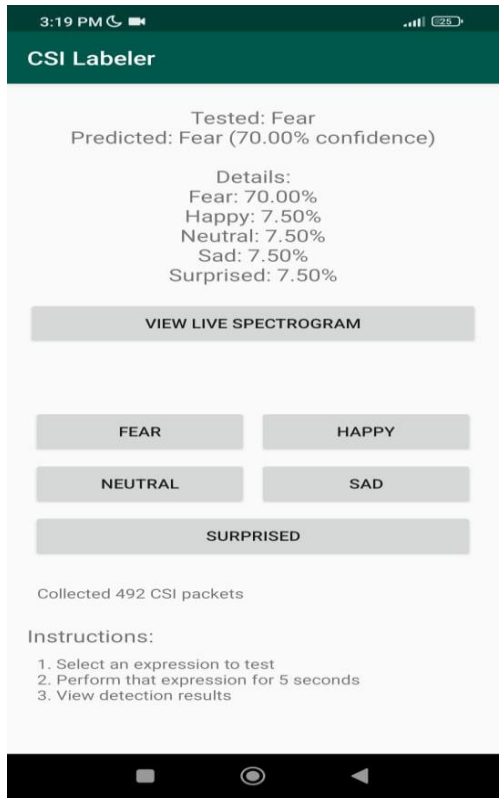 3:19 PM
25
CSI Labeler
Tested: Fear
Predicted: Fear (70.00% confidence)
Details:
Fear: 70.00%
Happy: 7.50%
Neutral: 7.50%
Sad: 7.50%
Surprised: 7.50%
VIEW LIVE SPECTROGRAM
FEAR
HAPPY
NEUTRAL
SAD
SURPRISED
Collected 492 CSI packets
Instructions:
1. Select an expression to test
2. Perform that expression for 5 seconds
3. View detection results